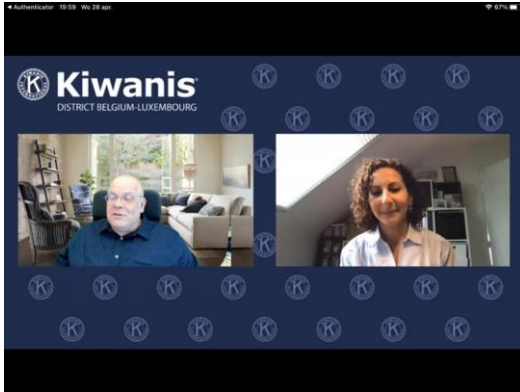 ◀ Authenticator 19:59 Wo 28 apr. 67%
Kiwanis
DISTRICT BELGIUM-LUXEMBOURG